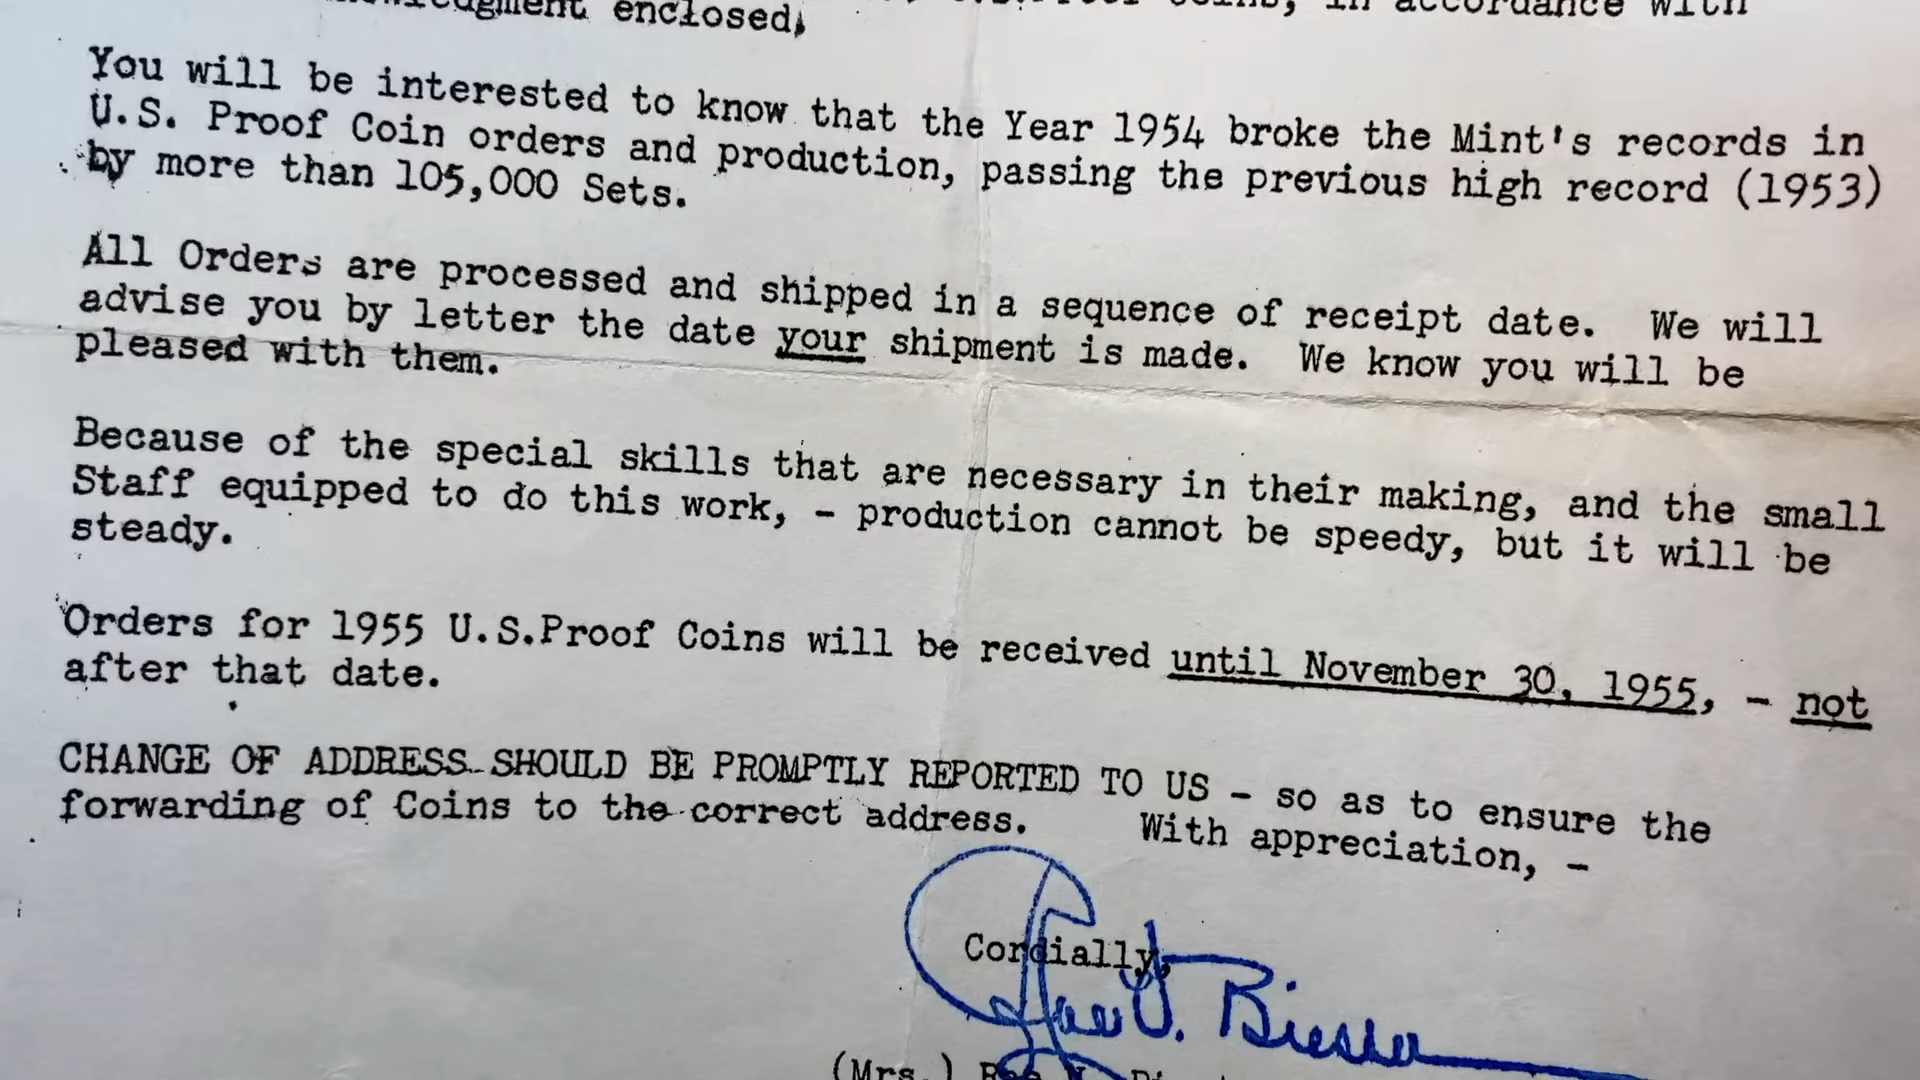 enclosed,
in accordance with
You will be interested to know that the Year 1954 broke the Mint's records in
U.S. Proof Coin orders and production, passing the previous high record (1953)
by more than 105,000 Sets.
All Orders are processed and shipped in a sequence of receipt date. We will
advise you by letter the date your shipment is made. We know you will be
pleased with them.
Because of the special skills that are necessary in their making, and the small
Staff equipped to do this work, - production cannot be speedy, but it will be
steady.
Orders for 1955 U.S.Proof Coins will be received until November 30, 1955, - not
after that date.
CHANGE OF ADDRESS SHOULD BE PROMPTLY REPORTED TO US - so as to ensure the
forwarding of Coins to the correct address. With appreciation, -
Cordially,
(Mrs.)